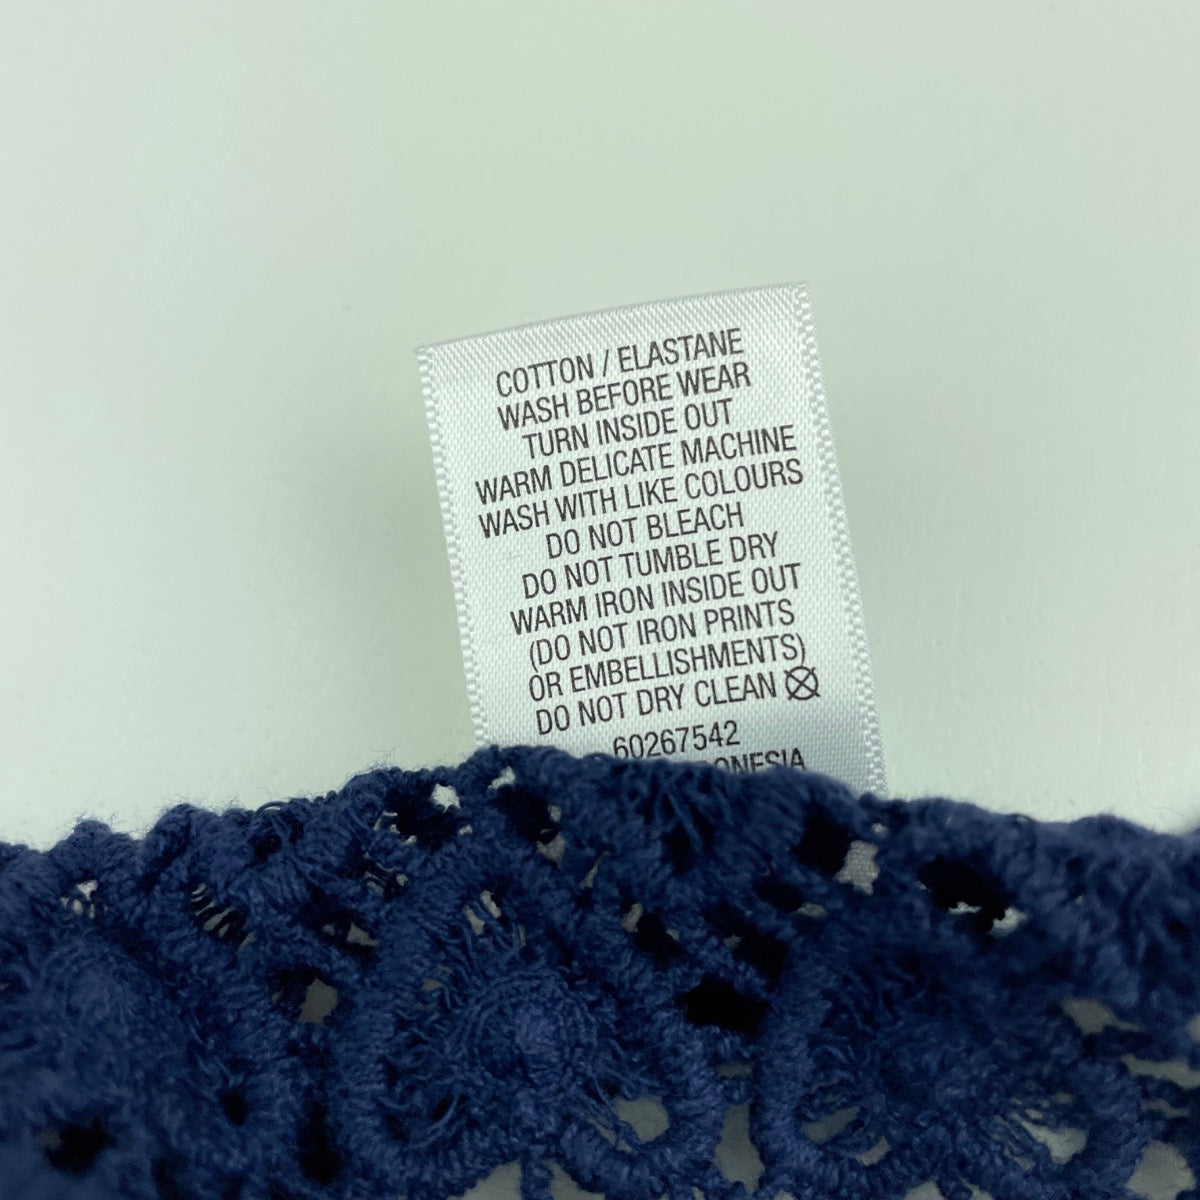 COTTON / ELASTANE
WASH BEFORE WEAR
TURN INSIDE OUT
WARM DELICATE MACHINE
WASH WITH LIKE COLOURS
DO NOT BLEACH
DO NOT TUMBLE DRY
WARM IRON INSIDE OUT
(DO NOT IRON PRINTS
OR EMBELLISHMENTS)
DO NOT DRY CLEAN
60267542